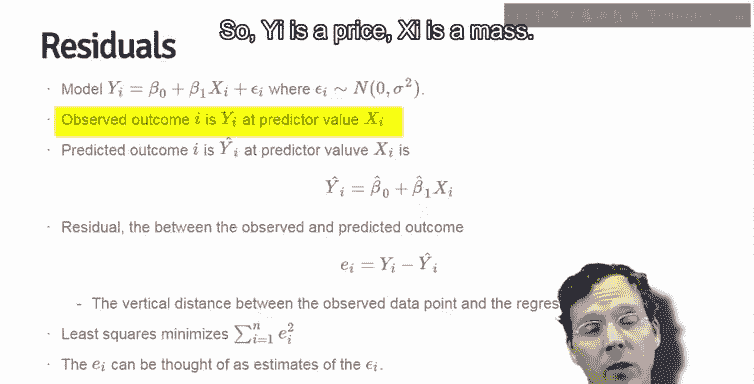 So, Yi is a price, Xi is a mass.
Residuals
· Model Yᵢ = β₀ + β₁Xᵢ + ϵᵢ where ϵᵢ ∼ N(0, σ²).
· Observed outcome i is Yᵢ at predictor value Xᵢ
· Predicted outcome i is Ŷᵢ at predictor valuve Xᵢ is
Ŷᵢ = β̂₀ + β̂₁Xᵢ
· Residual, the between the observed and predicted outcome
eᵢ = Yᵢ − Ŷᵢ
- The vertical distance between the observed data point and the regres
· Least squares minimizes ∑ⁿᵢ₌₁ eᵢ²
· The eᵢ can be thought of as estimates of the ϵᵢ.